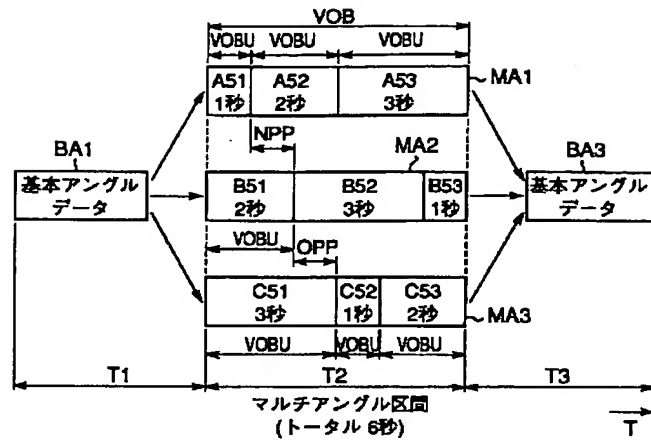 VOB
VOBU VOBU VOBU
A51 A52 A53
1秒 2秒 3秒
MA1
NPP
MA2
BA1
BA3
基本アングル
データ
B51 B52 B53
2秒 3秒 1秒
基本アングル
データ
VOBU OPP
C51 C52 C53
3秒 1秒 2秒
MA3
VOBU VOBU VOBU
T1 T2 T3
マルチアングル区間
(トータル 6秒)
T